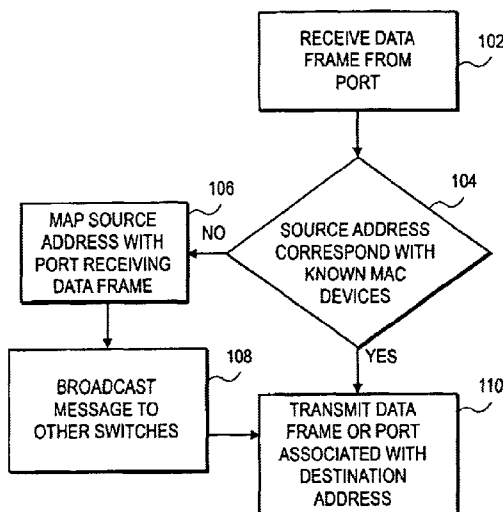 RECEIVE DATA
FRAME FROM
PORT
102
104
SOURCE ADDRESS
CORRESPOND WITH
KNOWN MAC
DEVICES
NO
106
MAP SOURCE
ADDRESS WITH
PORT RECEIVING
DATA FRAME
108
BROADCAST
MESSAGE TO
OTHER SWITCHES
YES
110
TRANSMIT DATA
FRAME OR PORT
ASSOCIATED WITH
DESTINATION
ADDRESS